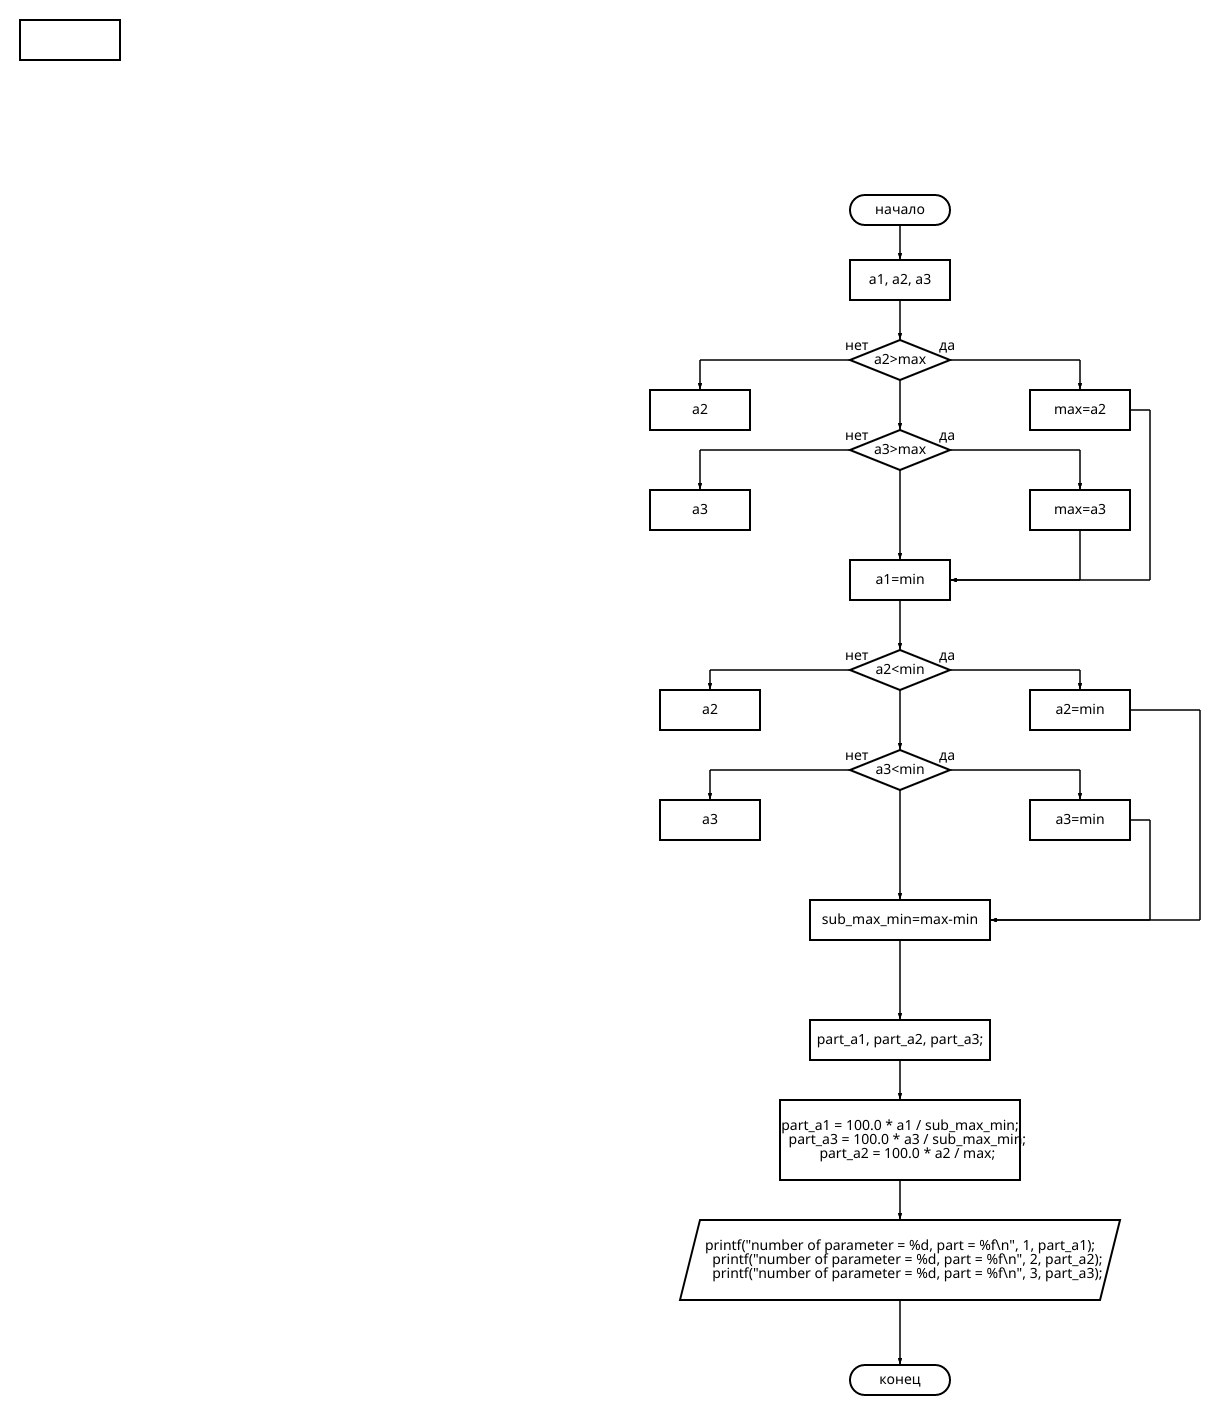 начало
a1, a2, a3
нет
да
a2>max
a2
max=a2
нет
да
a3>max
a3
max=a3
a1=min
нет
да
a2<min
a2
a2=min
нет
да
a3<min
a3
a3=min
sub_max_min=max-min
part_a1, part_a2, part_a3;
part_a1 = 100.0 * a1 / sub_max_min;
part_a3 = 100.0 * a3 / sub_max_min;
part_a2 = 100.0 * a2 / max;
printf("number of parameter = %d, part = %f\n", 1, part_a1);
printf("number of parameter = %d, part = %f\n", 2, part_a2);
printf("number of parameter = %d, part = %f\n", 3, part_a3);
конец